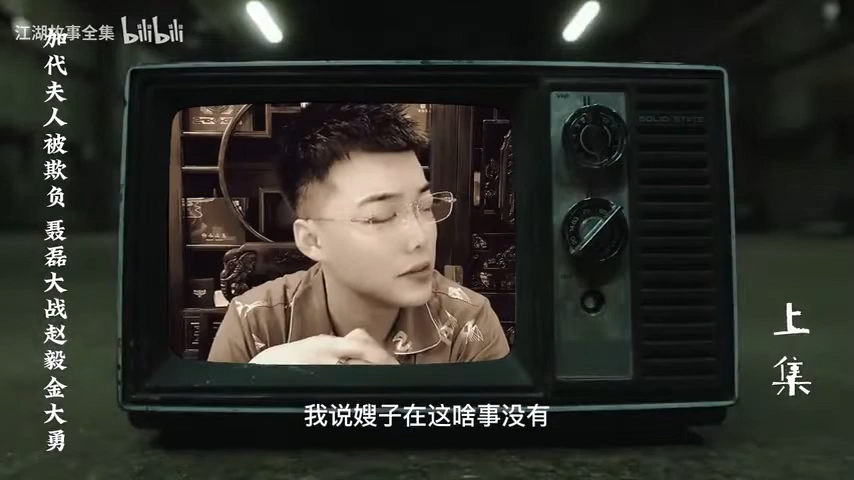 江湖故事全集 bilibili
加代夫人被欺负 聂磊大战赵毅金大勇
SOLID STATE
上集
我说嫂子在这啥事没有